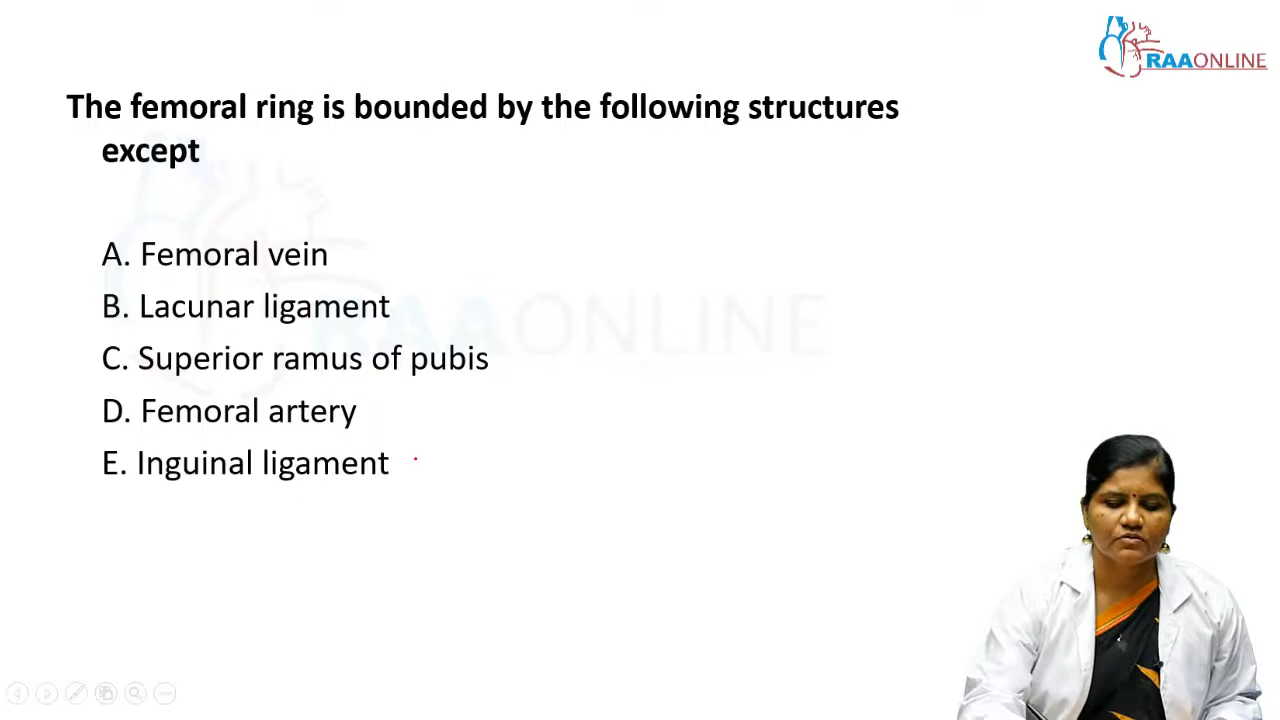 RAAONLINE
The femoral ring is bounded by the following structures
except
A. Femoral vein
B. Lacunar ligament
RAAONLINE
C. Superior ramus of pubis
D. Femoral artery
E. Inguinal ligament